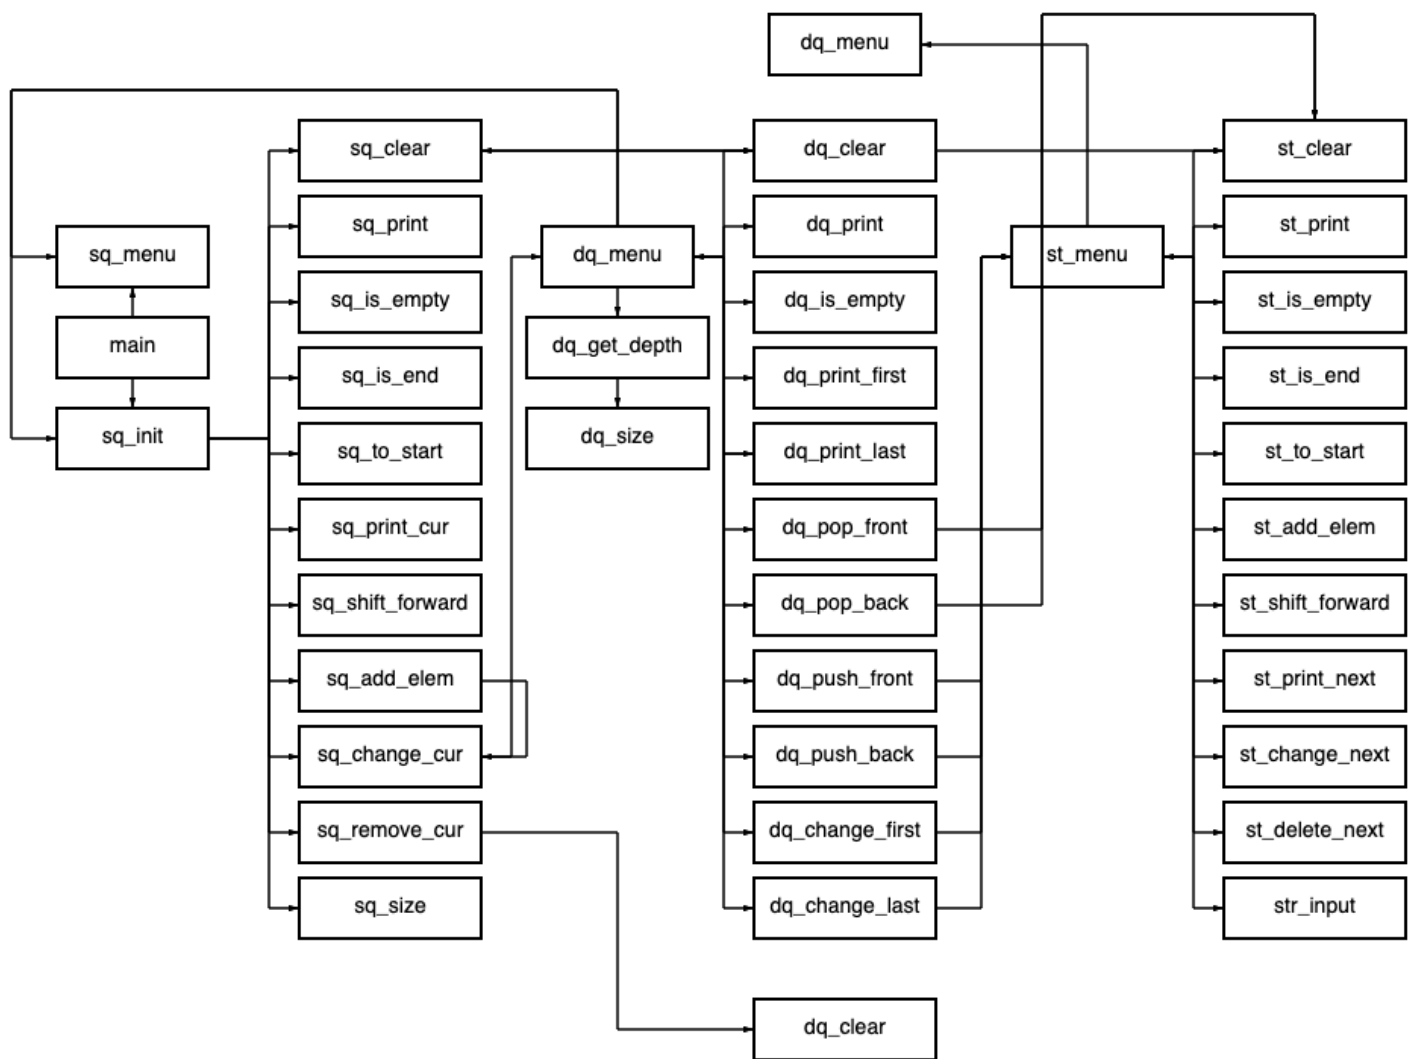 dq_menu
sq_clear
dq_clear
st_clear
sq_print
dq_print
st_print
sq_menu
dq_menu
st_menu
sq_is_empty
dq_is_empty
st_is_empty
main
dq_get_depth
sq_is_end
dq_print_first
st_is_end
sq_init
dq_size
sq_to_start
dq_print_last
st_to_start
sq_print_cur
dq_pop_front
st_add_elem
sq_shift_forward
dq_pop_back
st_shift_forward
sq_add_elem
dq_push_front
st_print_next
sq_change_cur
dq_push_back
st_change_next
sq_remove_cur
dq_change_first
st_delete_next
sq_size
dq_change_last
str_input
dq_clear